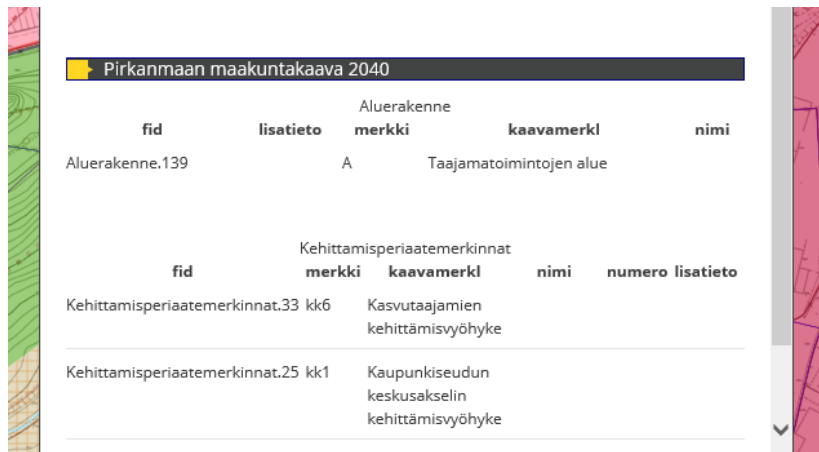 Pirkanmaan maakuntakaava 2040
Aluerakenne
fid lisatieto merkki kaavamerkl nimi
Aluerakenne.139 A Taajamatoimintojen alue
Kehittamisperiaatemerkinnat
fid merkki kaavamerkl nimi numero lisatieto
Kehittamisperiaatemerkinnat.33 kk6 Kasvutaajamien
kehittämisvyöhyke
Kehittamisperiaatemerkinnat.25 kk1 Kaupunkiseudun
keskusakselin
kehittämisvyöhyke